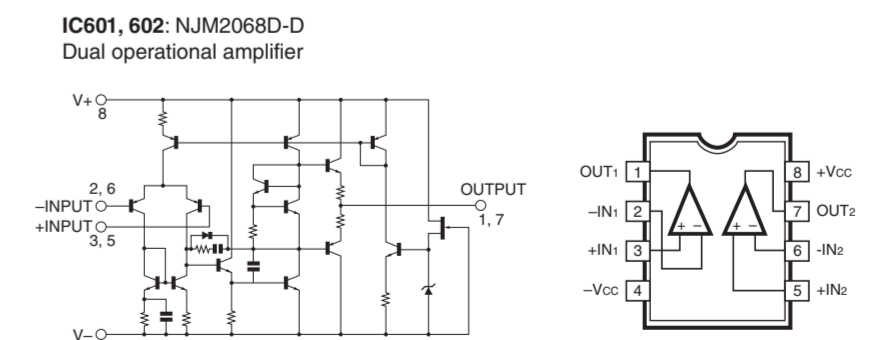 IC601, 602: NJM2068D-D
Dual operational amplifier
V+
8
2, 6
–INPUT
+INPUT
3, 5
V–
OUTPUT
1, 7
OUT1 1
–IN1 2
+IN1 3
–VCC 4
+ –
+ –
8 +VCC
7 OUT2
6 -IN2
5 +IN2